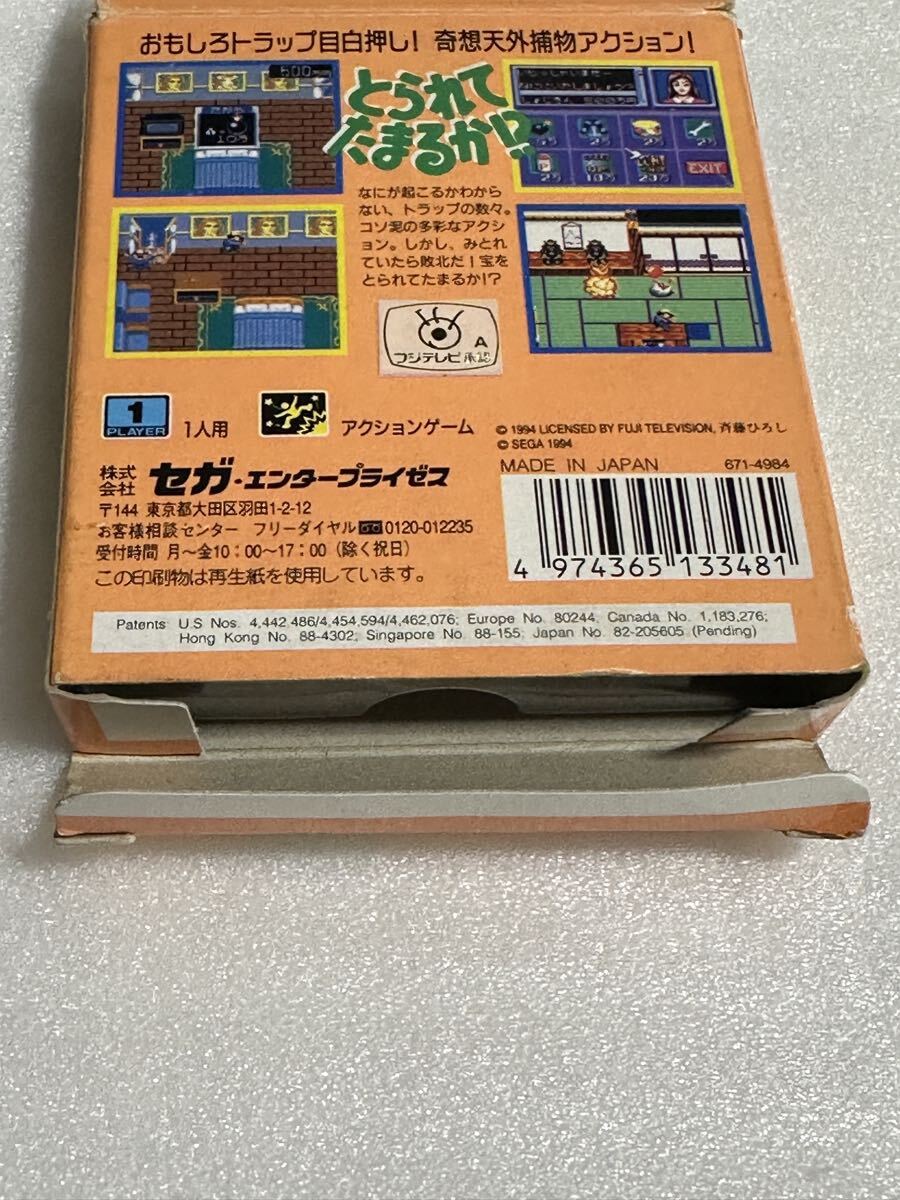 おもしろトラップ目白押し! 奇想天外捕物アクション!
600
とられて
たまるか!?
EXIT
なにが起こるかわから
ない、トラップの数々。
コソ泥の多彩なアクシ
ョン。しかし、みとれ
ていたら敗北だ!宝を
とられてたまるか!?
A
フジテレビ承認
1
PLAYER
1人用
アクションゲーム
© 1994 LICENSED BY FUJI TELEVISION, 斉藤ひろし
© SEGA 1994
MADE IN JAPAN 671-4984
株式会社 セガ・エンタープライゼス
〒144 東京都大田区羽田1-2-12
お客様相談センター フリーダイヤル 0120-012235
受付時間 月~金10:00~17:00 (除く祝日)
この印刷物は再生紙を使用しています。
4 974365 133481
Patents: U.S. Nos. 4,442,486/4,454,594/4,462,076; Europe No. 80244; Canada No. 1,183,276;
Hong Kong No. 88-4302; Singapore No. 88-155; Japan No. 82-205605 (Pending)